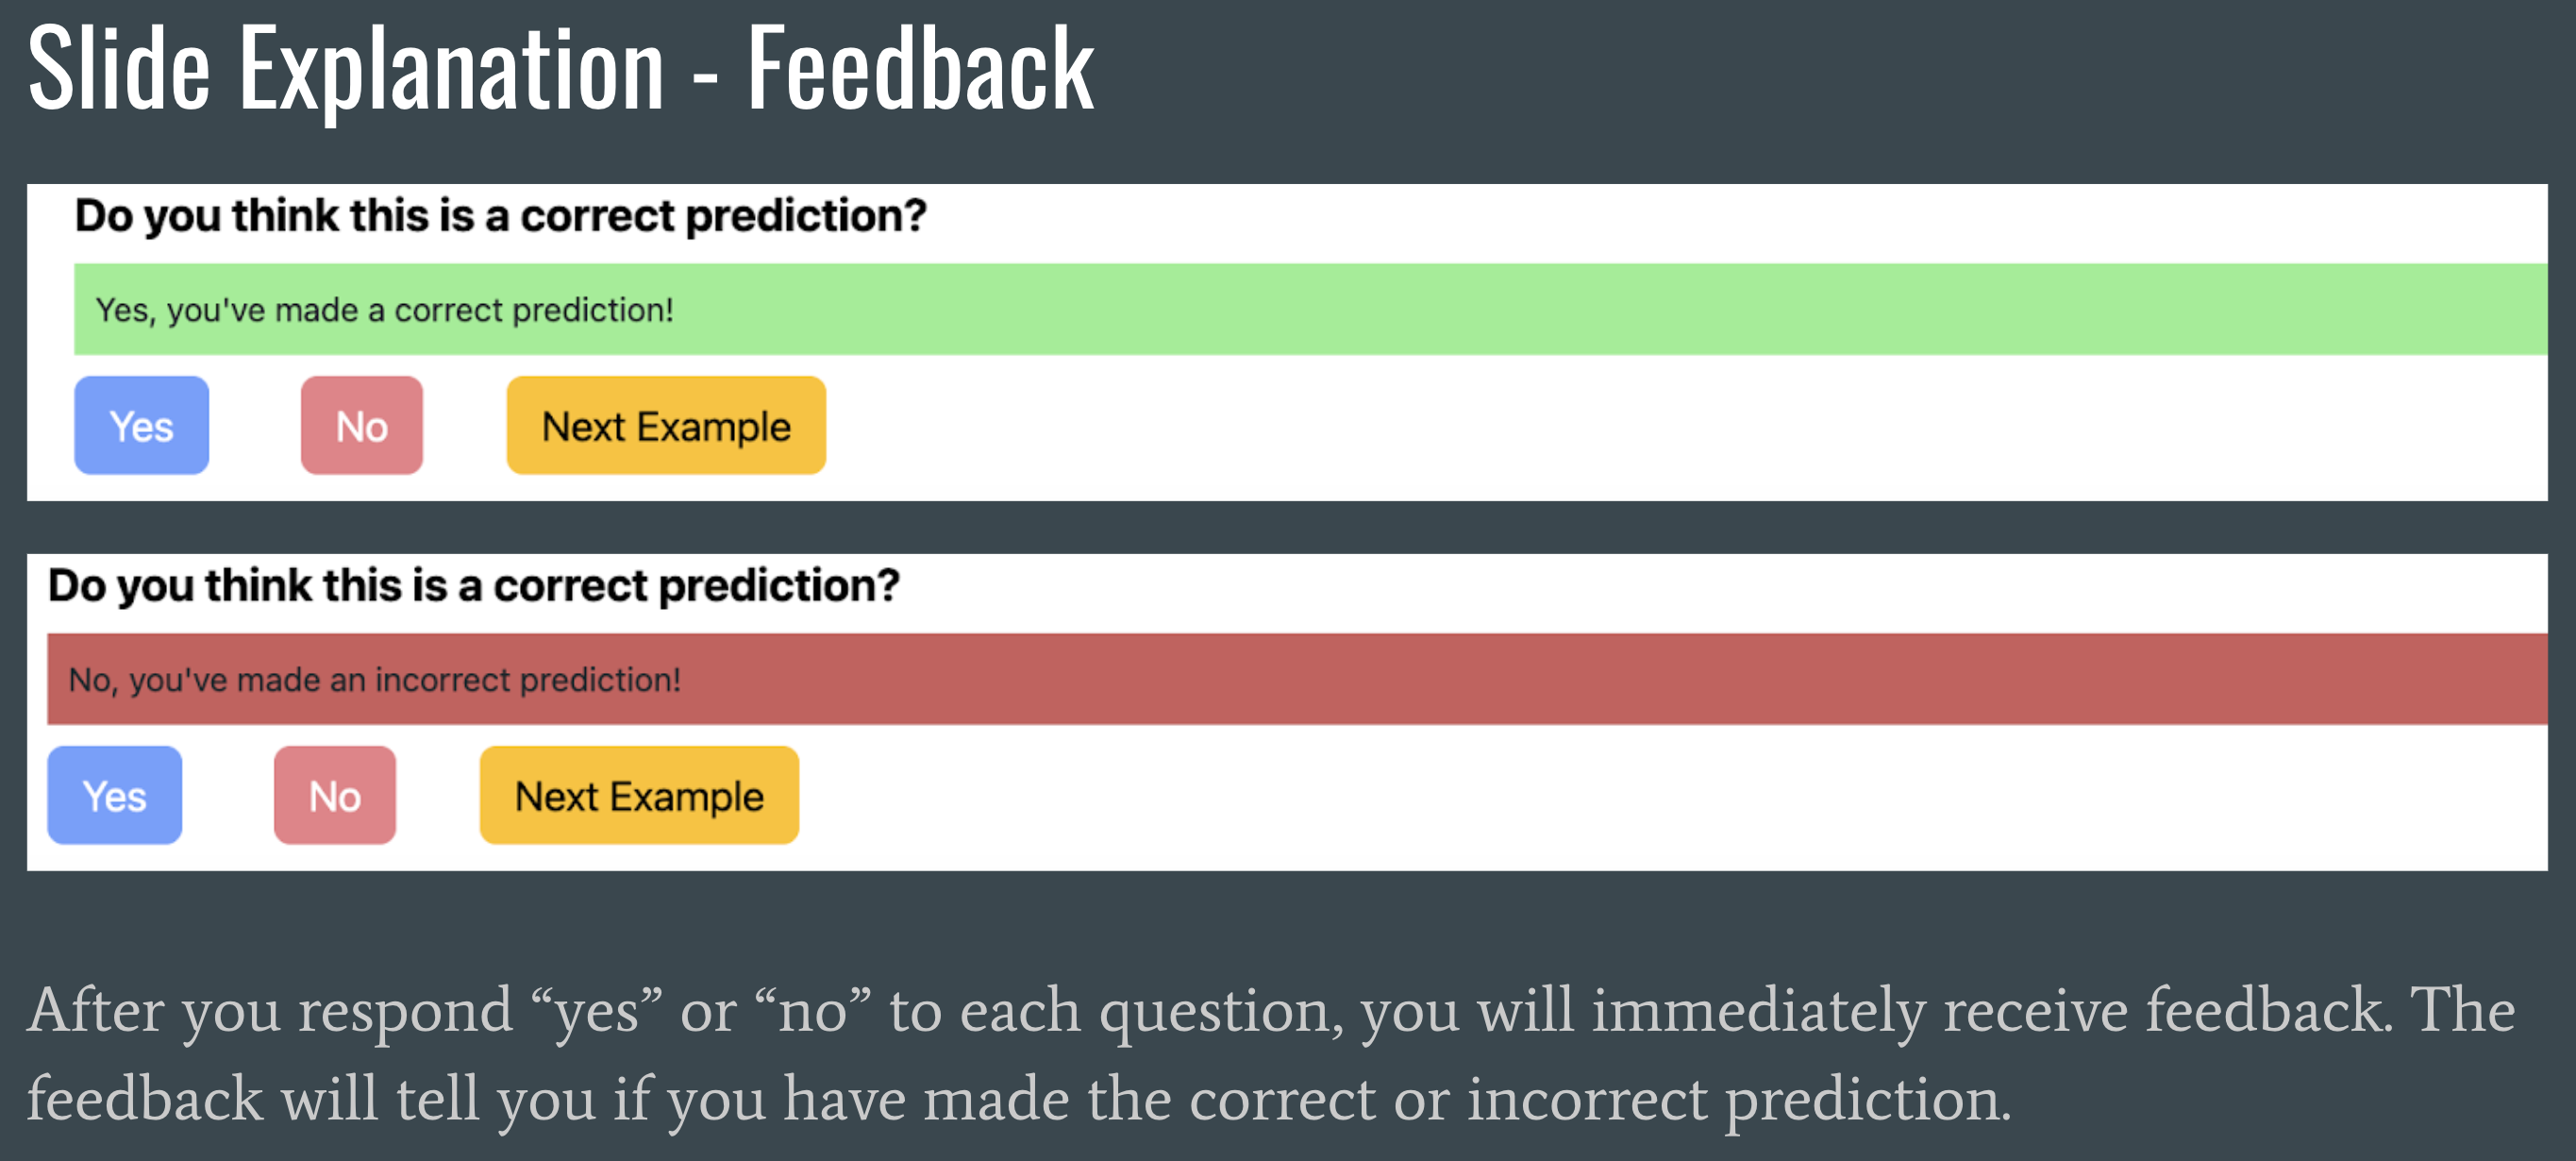 Slide Explanation - Feedback
Do you think this is a correct prediction?
Yes, you've made a correct prediction!
Yes No Next Example
Do you think this is a correct prediction?
No, you've made an incorrect prediction!
Yes No Next Example
After you respond “yes” or “no” to each question, you will immediately receive feedback. The
feedback will tell you if you have made the correct or incorrect prediction.